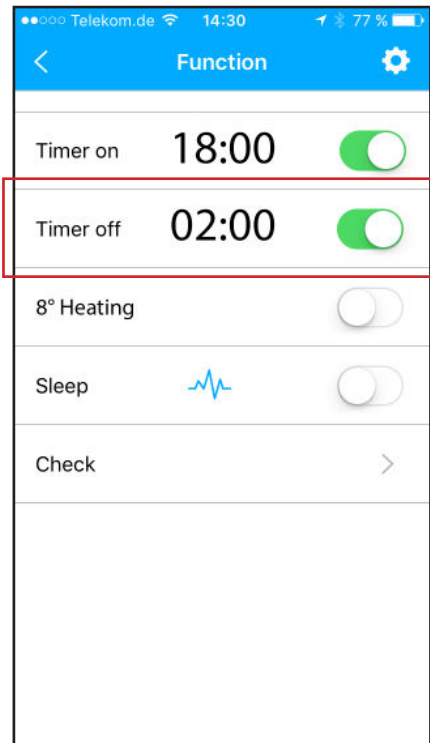 Telekom.de 14:30 77 %
Function
Timer on 18:00
Timer off 02:00
8° Heating
Sleep
Check